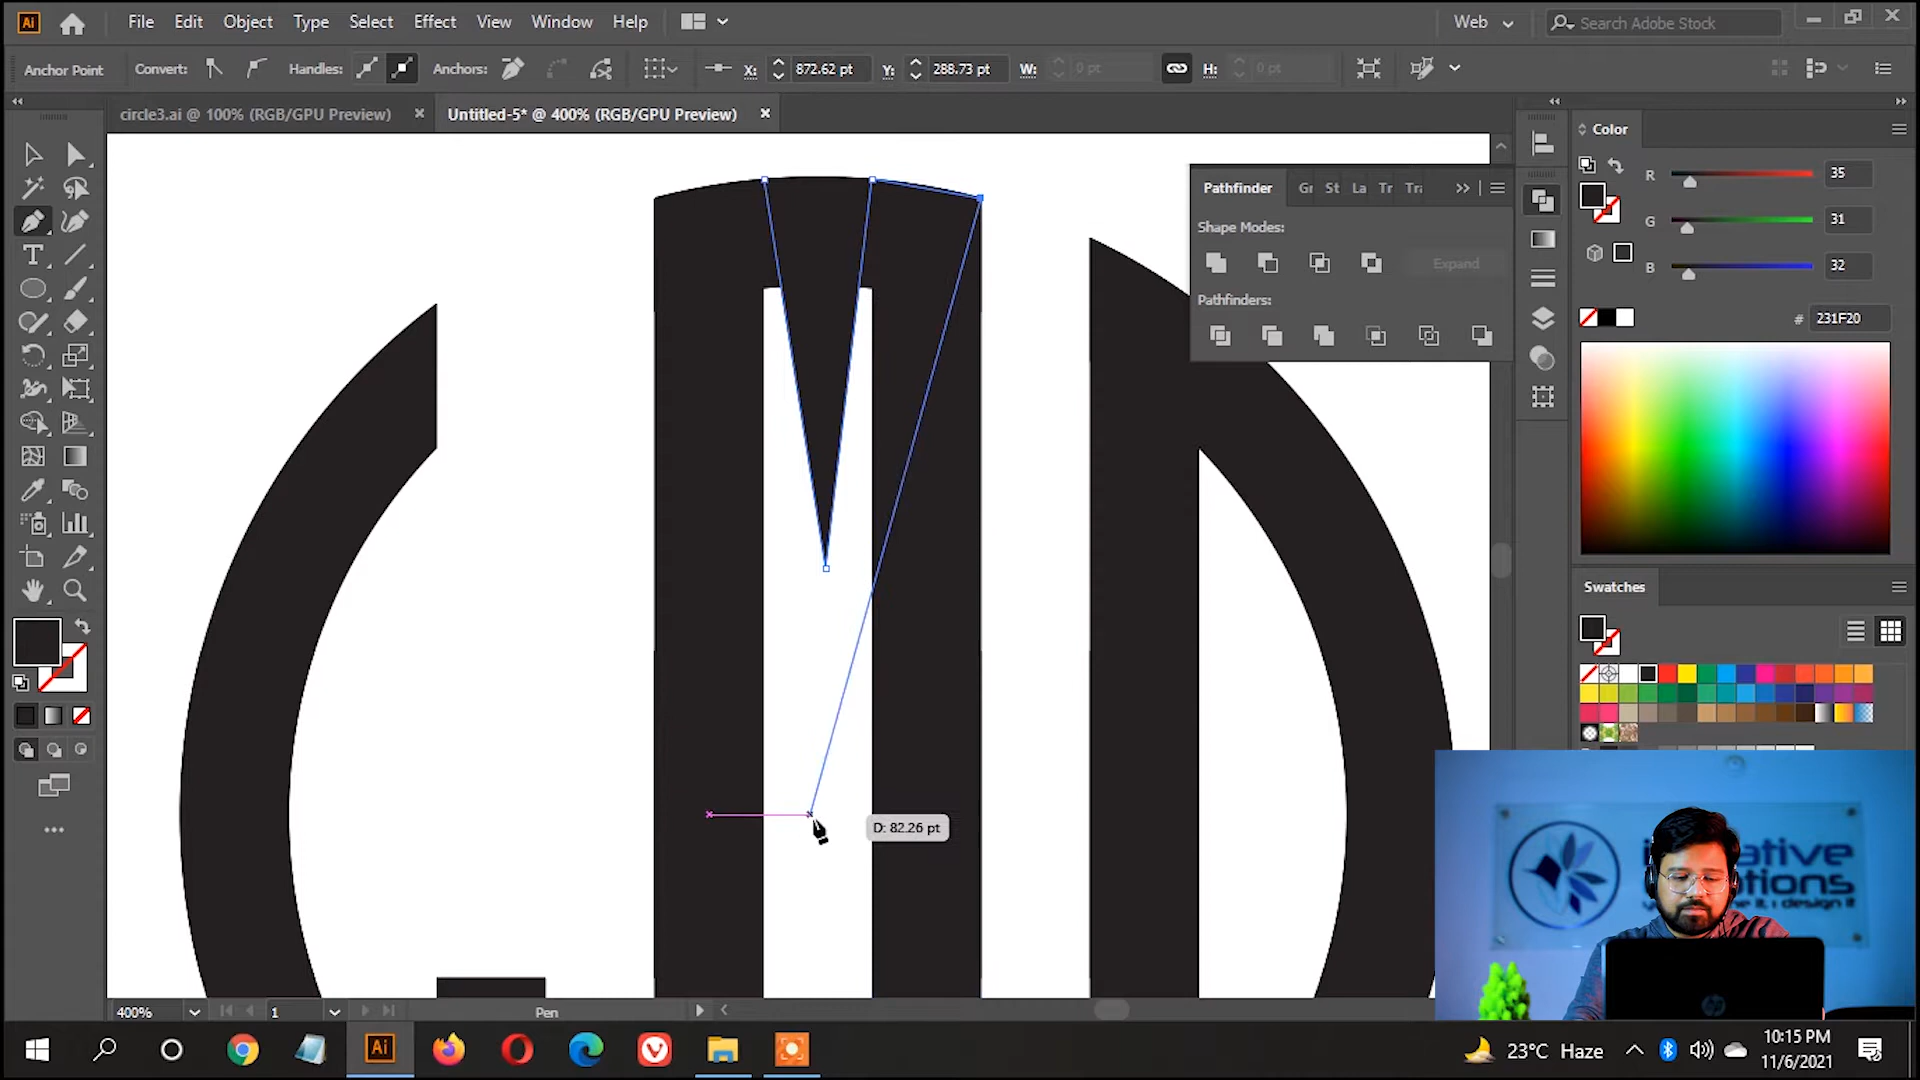 Ai File Edit Object Type Select Effect View Window Help Web Search Adobe Stock
Anchor Point Convert: Handles: Anchors: X: 872.62 pt Y: 288.73 pt W: 0 pt H: 0 pt
circle3.ai @ 100% (RGB/GPU Preview) × Untitled-5* @ 400% (RGB/GPU Preview) ×
Color
R 35
G 31
B 32
# 231F20
Pathfinder Gr St La Tr Tra
Shape Modes:
Expand
Pathfinders:
Swatches
D: 82.26 pt
400% 1 Pen
Ai
23°C Haze
10:15 PM
11/6/2021